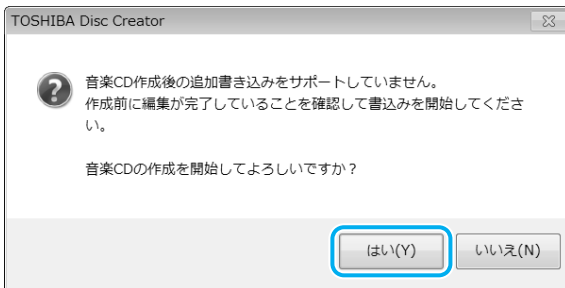 TOSHIBA Disc Creator
音楽CD作成後の追加書き込みをサポートしていません。
作成前に編集が完了していることを確認して書込みを開始してくださ
い。
音楽CDの作成を開始してよろしいですか？
はい(Y)
いいえ(N)